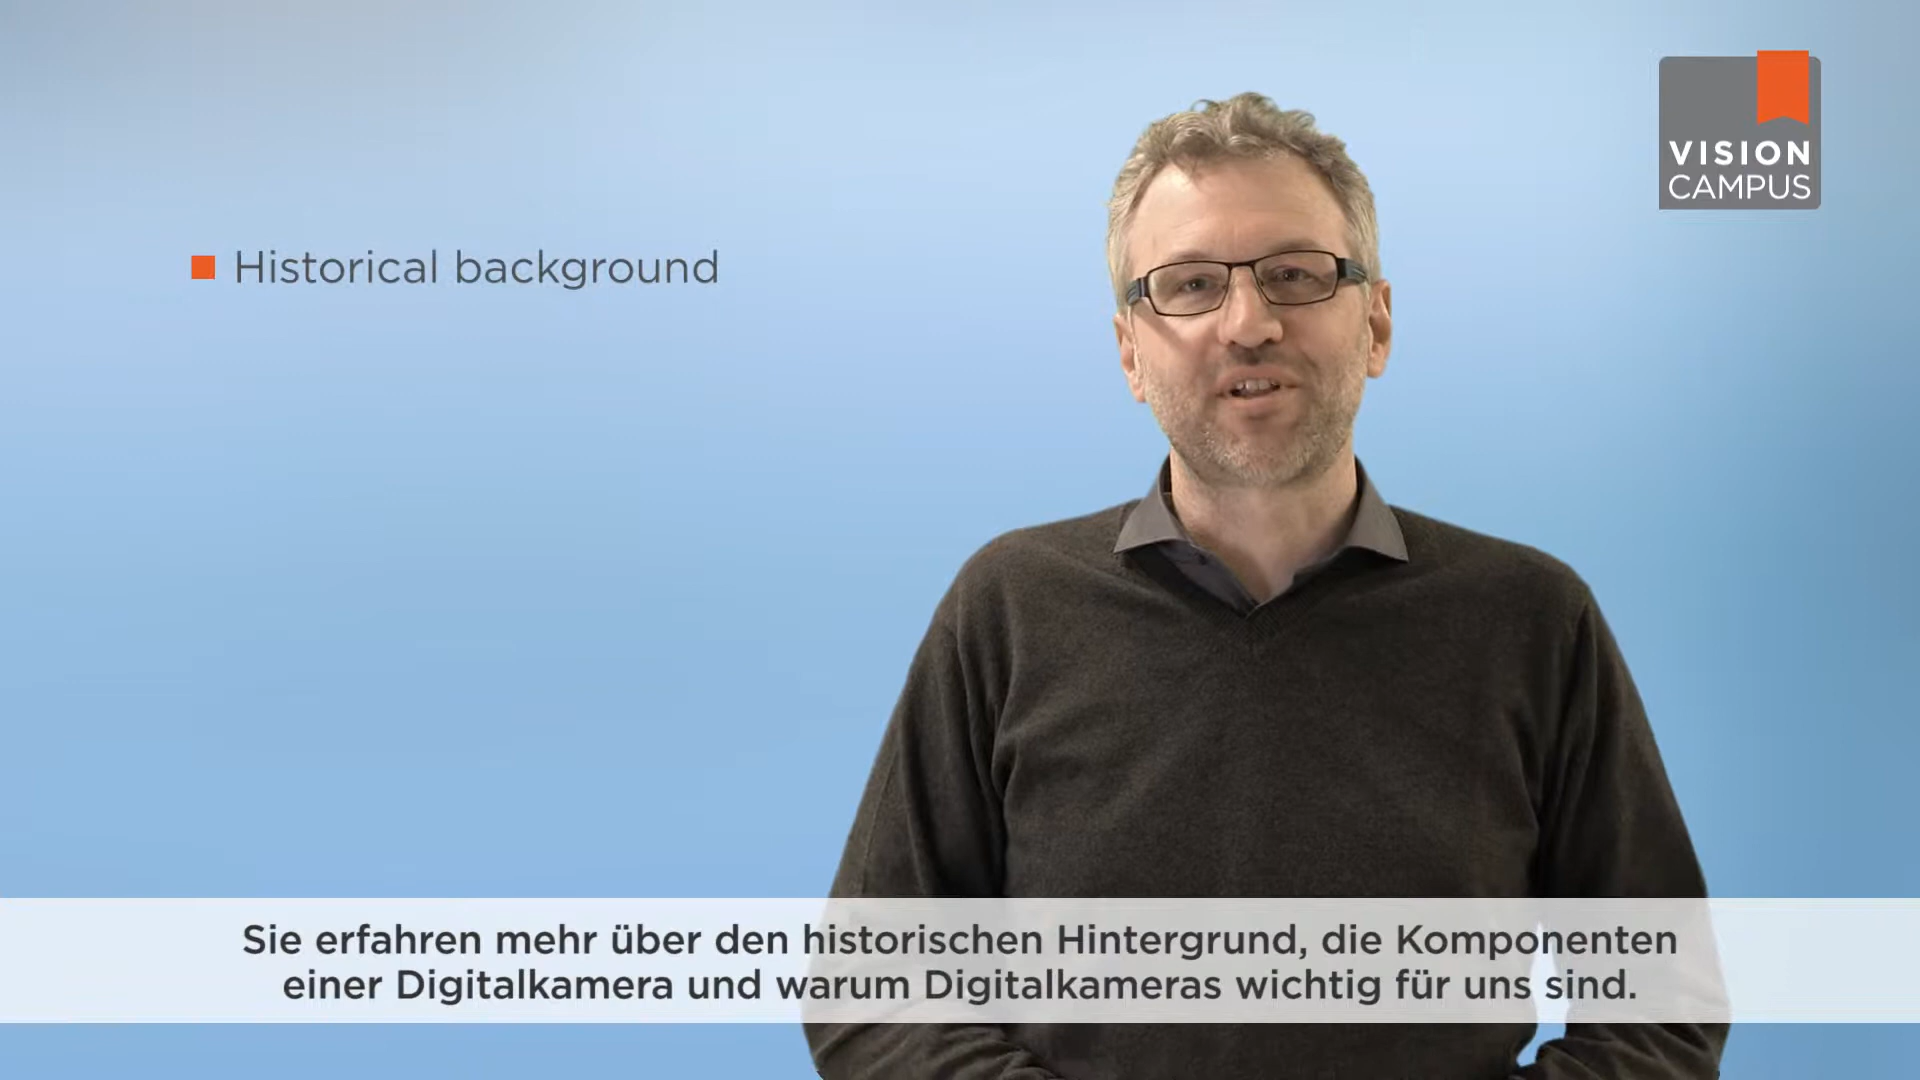 VISION
CAMPUS
Historical background
Sie erfahren mehr über den historischen Hintergrund, die Komponenten
einer Digitalkamera und warum Digitalkameras wichtig für uns sind.